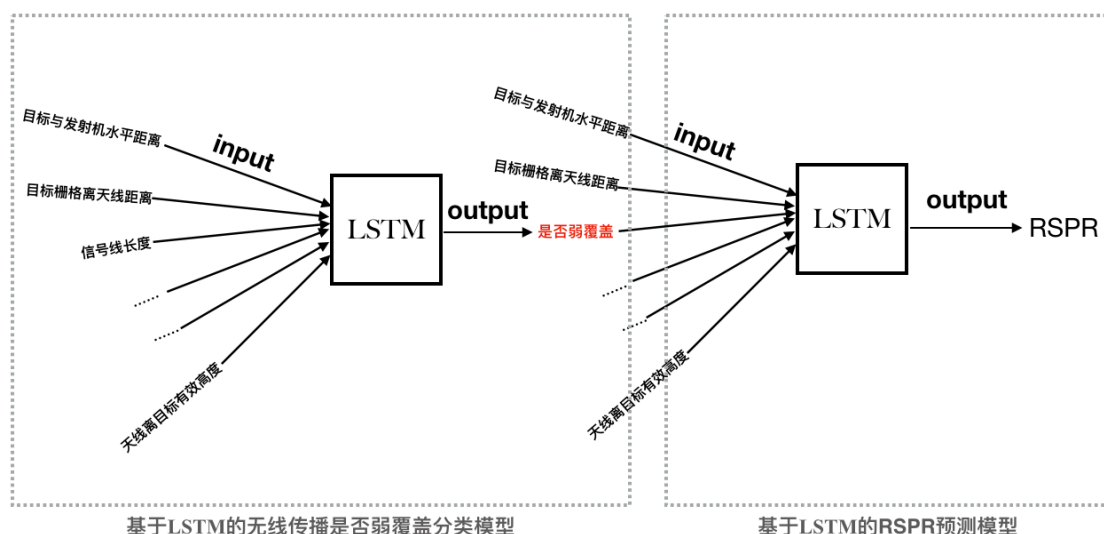 目标与发射机水平距离
input
目标栅格离天线距离
信号线长度
......
......
天线离目标有效高度
LSTM
output
是否弱覆盖
目标与发射机水平距离
input
目标栅格离天线距离
......
......
天线离目标有效高度
LSTM
output
RSPR
基于LSTM的无线传播是否弱覆盖分类模型
基于LSTM的RSPR预测模型